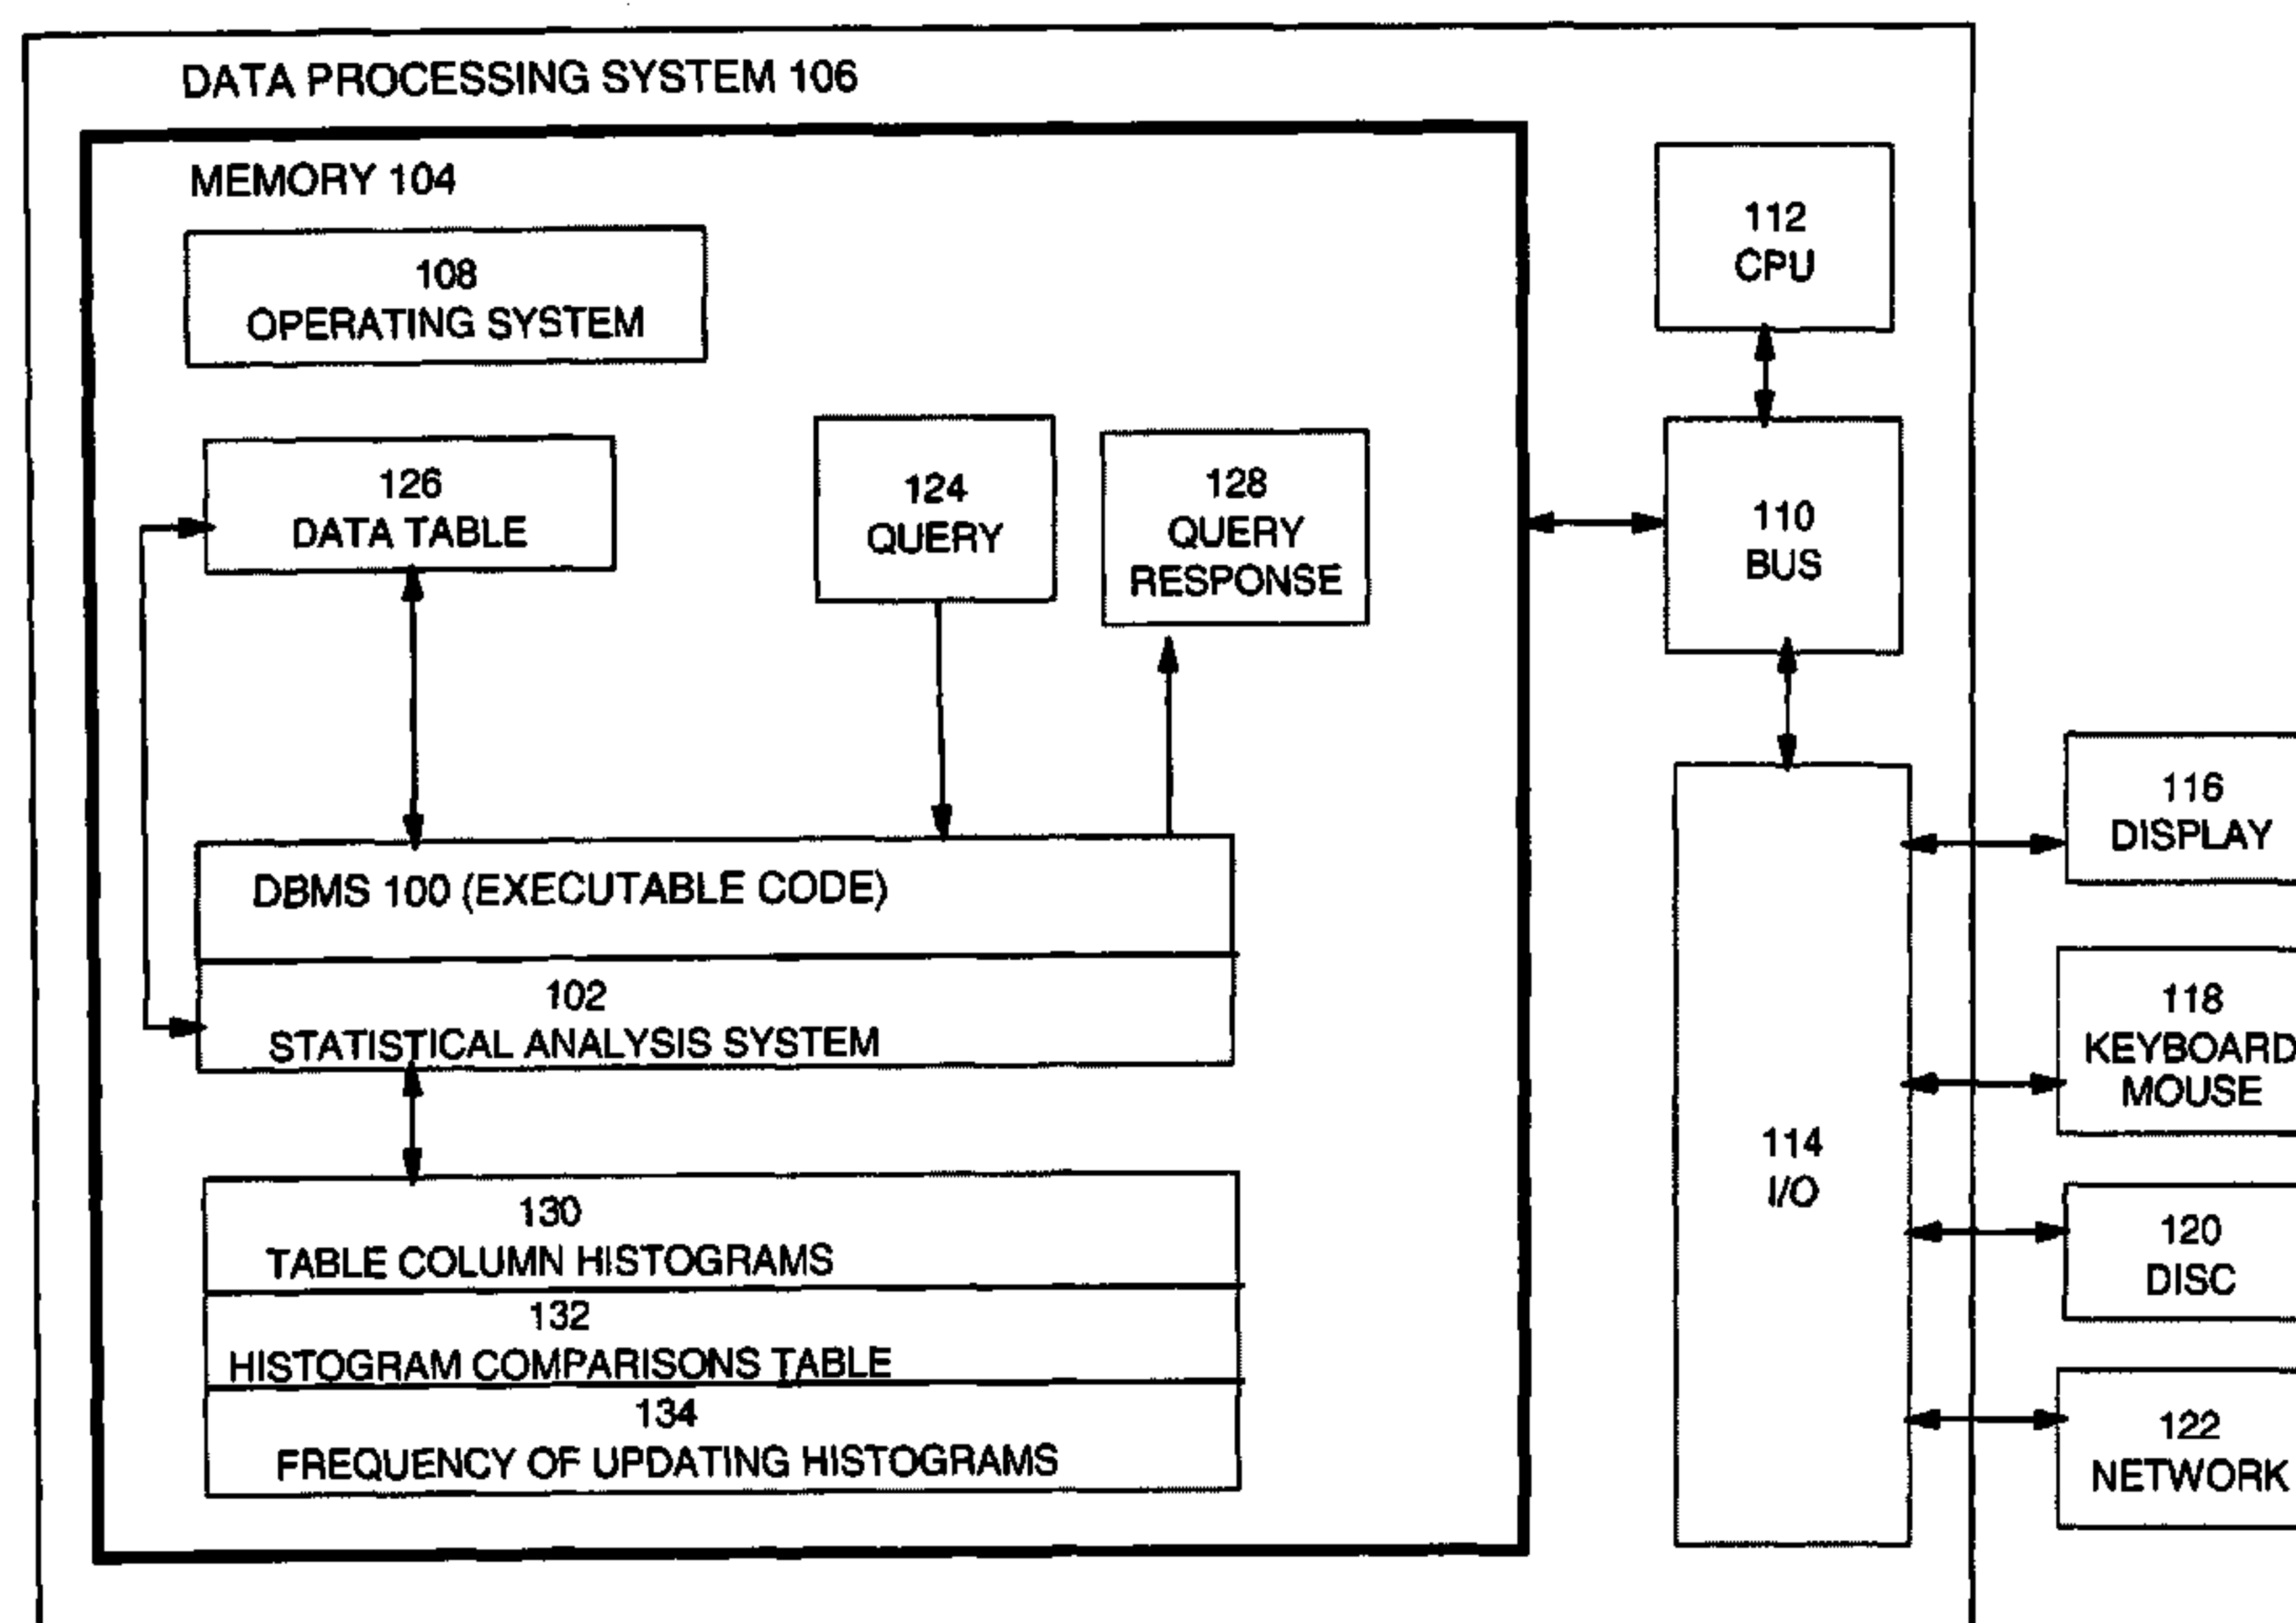 DATA PROCESSING SYSTEM 106
MEMORY 104
108
OPERATING SYSTEM
126
DATA TABLE
124
QUERY
128
QUERY
RESPONSE
DBMS 100 (EXECUTABLE CODE)
102
STATISTICAL ANALYSIS SYSTEM
130
TABLE COLUMN HISTOGRAMS
132
HISTOGRAM COMPARISONS TABLE
134
FREQUENCY OF UPDATING HISTOGRAMS
112
CPU
110
BUS
114
I/O
116
DISPLAY
118
KEYBOARD
MOUSE
120
DISC
122
NETWORK